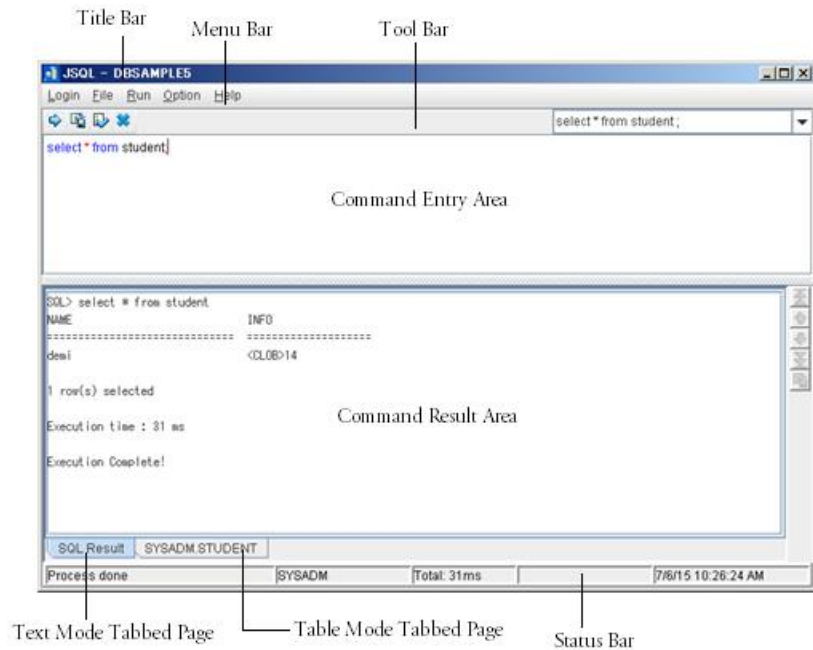 Title Bar
Menu Bar
Tool Bar
JSQL - DBSAMPLE5
Login File Run Option Help
select * from student ;
select * from student;
Command Entry Area
SQL> select * from student
NAME INFO
============================== ====================
demi <CLOB>14
1 row(s) selected
Execution time : 31 ms
Command Result Area
Execution Complete!
SQL Result SYSADM.STUDENT
Process done SYSADM Total: 31ms 7/6/15 10:26:24 AM
Text Mode Tabbed Page
Table Mode Tabbed Page
Status Bar